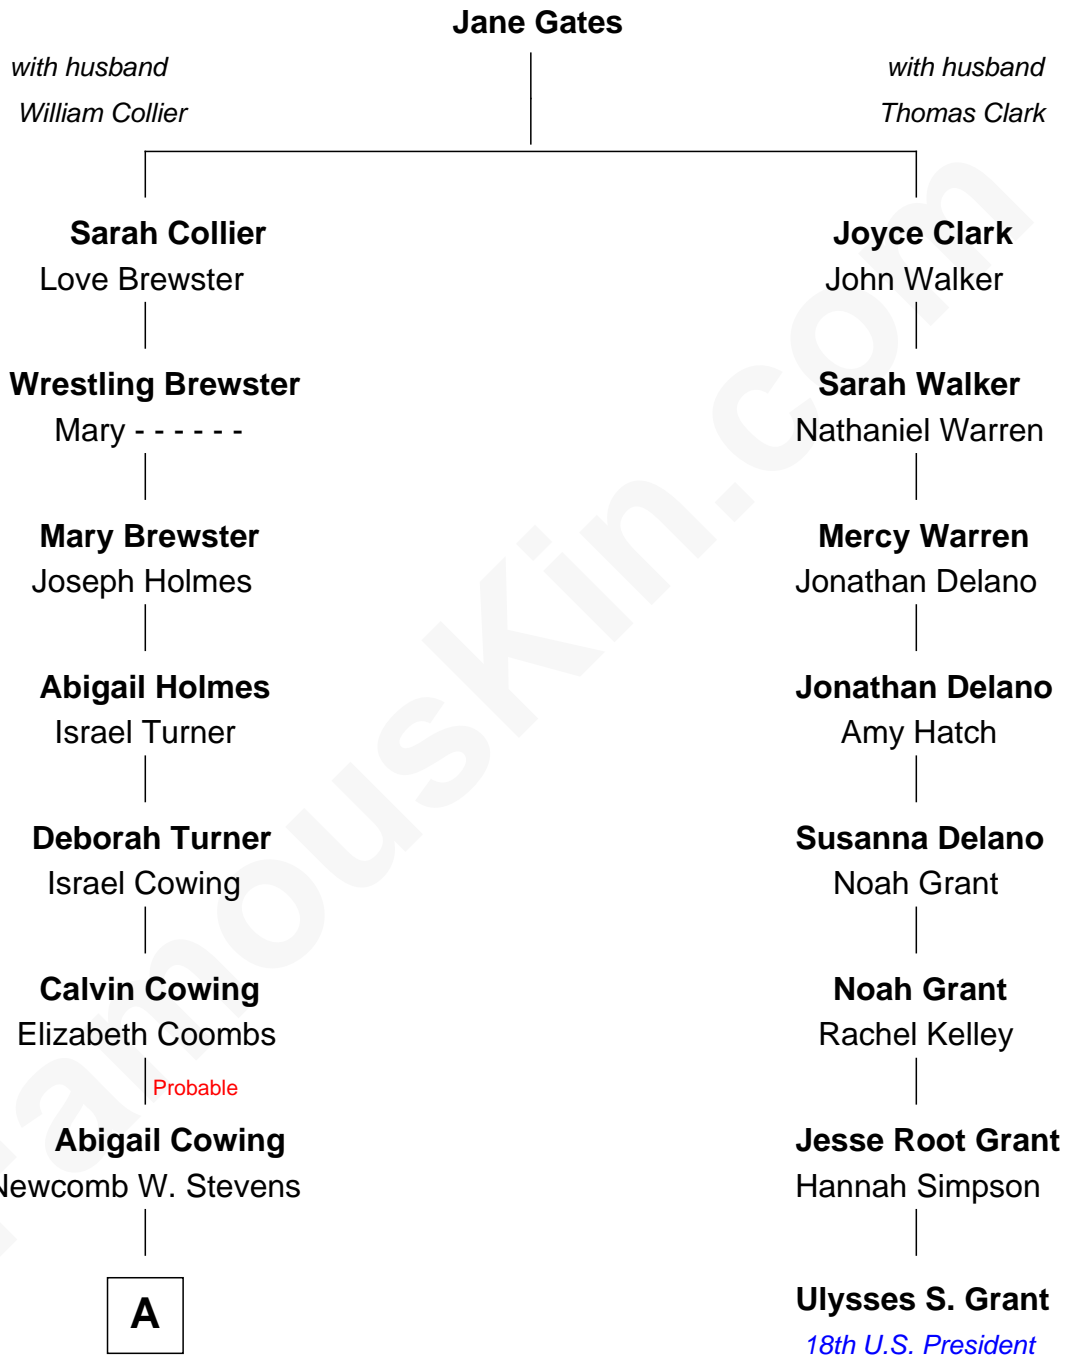 Jane Gates
with husband
William Collier
with husband
Thomas Clark
Sarah Collier
Love Brewster
Joyce Clark
John Walker
Wrestling Brewster
Mary - - - - - -
Sarah Walker
Nathaniel Warren
Mary Brewster
Joseph Holmes
Mercy Warren
Jonathan Delano
Abigail Holmes
Israel Turner
Jonathan Delano
Amy Hatch
Deborah Turner
Israel Cowing
Susanna Delano
Noah Grant
Calvin Cowing
Elizabeth Coombs
Noah Grant
Rachel Kelley
Probable
Abigail Cowing
Newcomb W. Stevens
Jesse Root Grant
Hannah Simpson
A
Ulysses S. Grant
18th U.S. President
FamousKin.com